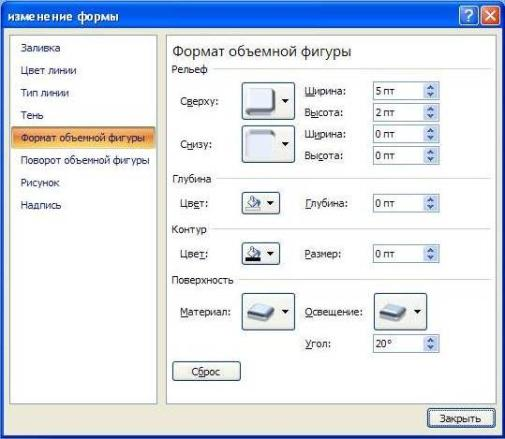 изменение формы
Заливка
Цвет линии
Тип линии
Тень
Формат объемной фигуры
Поворот объемной фигуры
Рисунок
Надпись
Формат объемной фигуры
Рельеф
Сверху:
Ширина: 5 пт
Высота: 2 пт
Снизу:
Ширина: 0 пт
Высота: 0 пт
Глубина
Цвет: Глубина: 0 пт
Контур
Цвет: Размер: 0 пт
Поверхность
Материал: Освещение:
Угол: 20°
Сброс
Закрыть